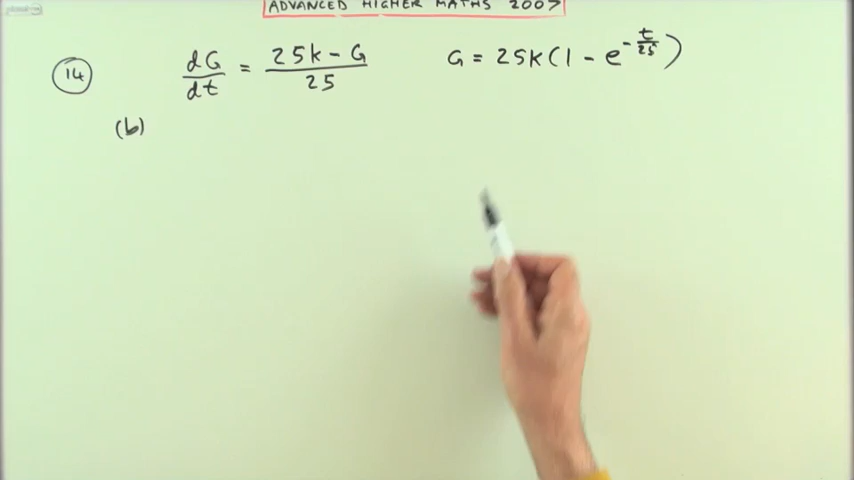 ADVANCED HIGHER MATHS 2007
14 dG/dt = 25k - G/25 G = 25k(1 - e^-t/25)
(b)